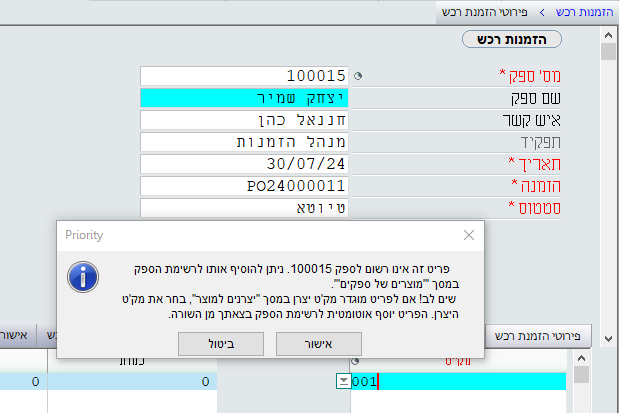 הזמנות רכש > פירוטי הזמנת רכש
הזמנות רכש
מס' ספק * 100015
שם ספק יצחק שמיר
איש קשר חננאל כהן
תפקיד מנהל הזמנות
תאריך * 30/07/24
הזמנה * PO24000011
סטטוס * טיוטא
Priority
פריט זה אינו רשום לספק 100015. ניתן להוסיף אותו לרשימת הספק
במסך "'מוצרים של ספקים'".
שים לב! אם לפריט מוגדר מק'ט יצרן במסך "יצרנים למוצר", בחר את מק'ט
היצרן. הפריט יוסף אוטומטית לרשימת הספק בצאתך מן השורה.
אישור
ביטול
פירוטי הזמנת רכש
אישור
מק'ט כמות
001 0 0